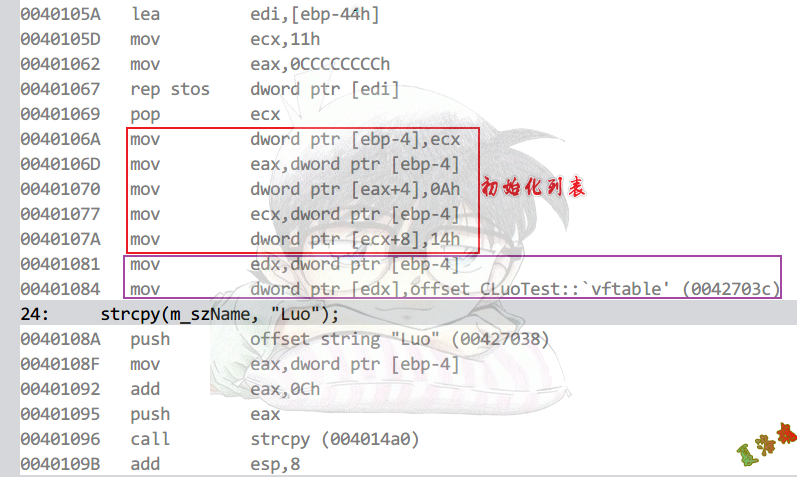 0040105A lea edi,[ebp-44h]
0040105D mov ecx,11h
00401062 mov eax,0CCCCCCCCh
00401067 rep stos dword ptr [edi]
00401069 pop ecx
0040106A mov dword ptr [ebp-4],ecx
0040106D mov eax,dword ptr [ebp-4]
00401070 mov dword ptr [eax+4],0Ah
初始化列表
00401077 mov ecx,dword ptr [ebp-4]
0040107A mov dword ptr [ecx+8],14h
00401081 mov edx,dword ptr [ebp-4]
00401084 mov dword ptr [edx],offset CLuoTest::`vftable' (0042703c)
24: strcpy(m_szName, "Luo");
0040108A push offset string "Luo" (00427038)
0040108F mov eax,dword ptr [ebp-4]
00401092 add eax,0Ch
00401095 push eax
00401096 call strcpy (004014a0)
0040109B add esp,8